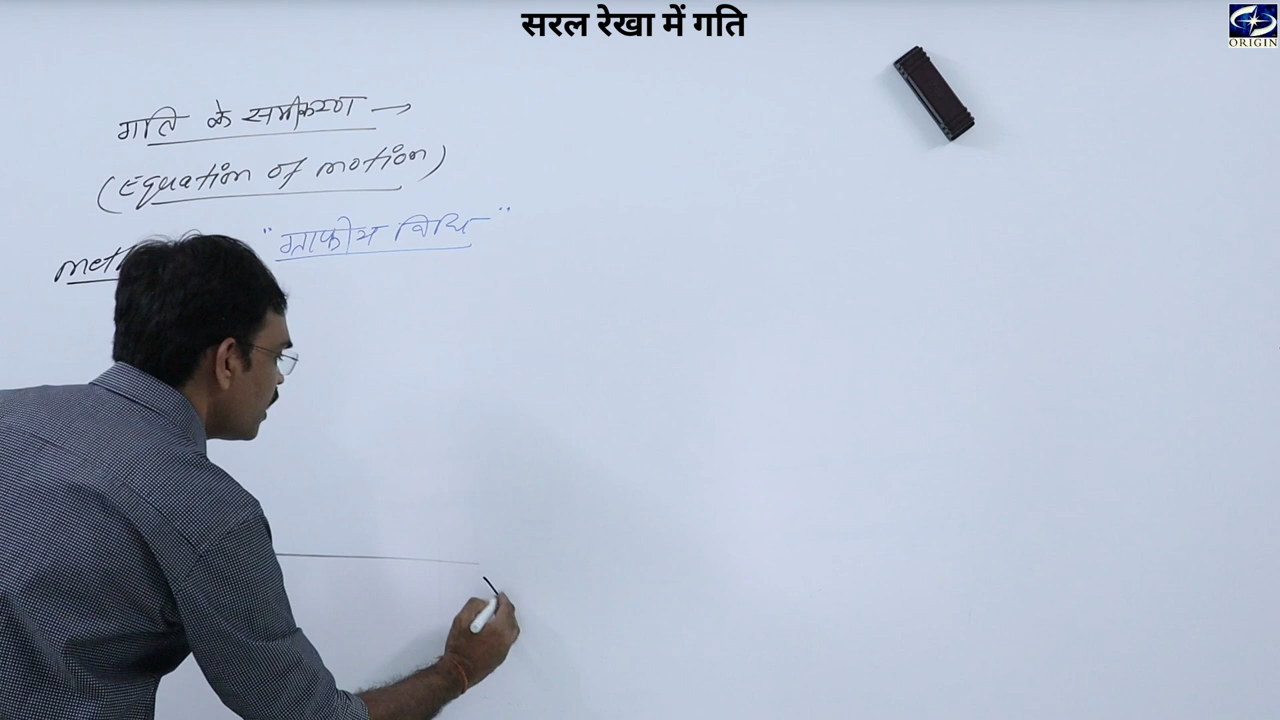 सरल रेखा में गति
ORIGIN
गति के समीकरण →
(Equation of motion)
"ग्राफीय विधि"